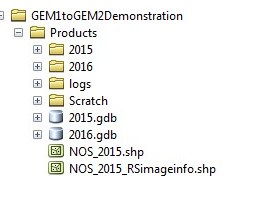 GEM1toGEM2Demonstration
Products
2015
2016
logs
Scratch
2015.gdb
2016.gdb
NOS_2015.shp
NOS_2015_RSimageinfo.shp